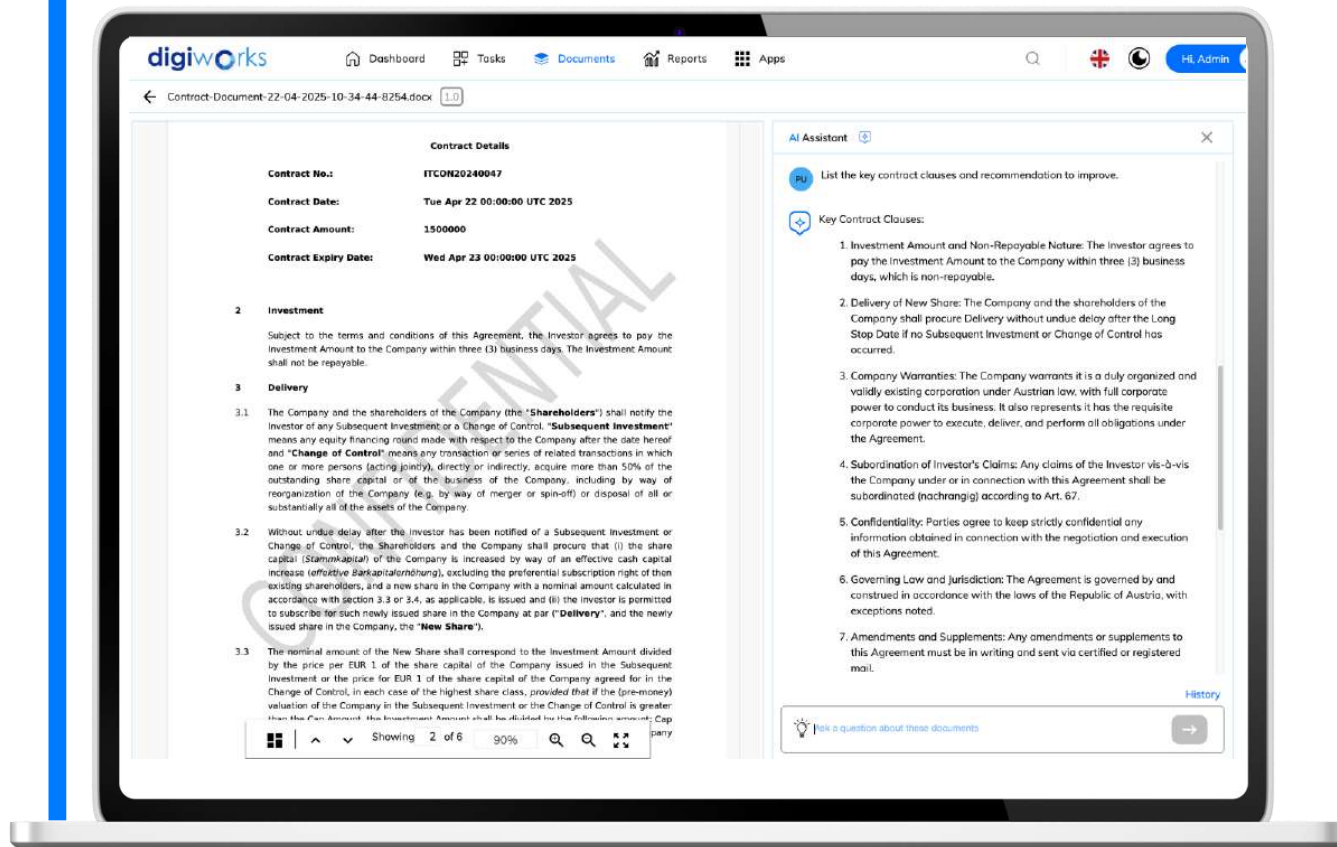 digiworks
Dashboard
Tasks
Documents
Reports
Apps
Hi, Admin
Contract-Document-22-04-2025-10-34-44-8254.docx 1.0
Contract Details
Contract No.: ITCON20240047
Contract Date: Tue Apr 22 00:00:00 UTC 2025
Contract Amount: 1500000
Contract Expiry Date: Wed Apr 23 00:00:00 UTC 2025
CONFIDENTIAL
2 Investment
Subject to the terms and conditions of this Agreement, the Investor agrees to pay the
Investment Amount to the Company within three (3) business days. The Investment Amount
shall not be repayable.
3 Delivery
3.1 The Company and the shareholders of the Company (the "Shareholders") shall notify the
Investor of any Subsequent Investment or a Change of Control. "Subsequent Investment"
means any equity financing round made with respect to the Company after the date hereof
and "Change of Control" means any transaction or series of related transactions in which
one or more persons (acting jointly), directly or indirectly, acquire more than 50% of the
outstanding share capital or of the business of the Company, including by way of
reorganization of the Company (e.g. by way of merger or spin-off) or disposal of all or
substantially all of the assets of the Company.
3.2 Without undue delay after the Investor has been notified of a Subsequent Investment or
Change of Control, the Shareholders and the Company shall procure that (i) the share
capital (Stammkapital) of the Company is increased by way of an effective cash capital
increase (effektive Barkapitalerhöhung), excluding the preferential subscription right of then
existing shareholders, and a new share in the Company with a nominal amount calculated in
accordance with section 3.3 or 3.4, as applicable, is issued and (ii) the Investor is permitted
to subscribe for such newly issued share in the Company at par ("Delivery", and the newly
issued share in the Company, the "New Share").
3.3 The nominal amount of the New Share shall correspond to the Investment Amount divided
by the price per EUR 1 of the share capital of the Company issued in the Subsequent
Investment or the price for EUR 1 of the share capital of the Company agreed for in the
Change of Control, in each case of the highest share class, provided that if the (pre-money)
valuation of the Company in the Subsequent Investment or the Change of Control is greater
than the Cap Amount, the Investment Amount shall be divided by the following amount: Cap
Showing 2 of 6 90%
AI Assistant
PU List the key contract clauses and recommendation to improve.
Key Contract Clauses:
1. Investment Amount and Non-Repayable Nature: The Investor agrees to
pay the Investment Amount to the Company within three (3) business
days, which is non-repayable.
2. Delivery of New Share: The Company and the shareholders of the
Company shall procure Delivery without undue delay after the Long
Stop Date if no Subsequent Investment or Change of Control has
occurred.
3. Company Warranties: The Company warrants it is a duly organized and
validly existing corporation under Austrian law, with full corporate
power to conduct its business. It also represents it has the requisite
corporate power to execute, deliver, and perform all obligations under
the Agreement.
4. Subordination of Investor's Claims: Any claims of the Investor vis-à-vis
the Company under or in connection with this Agreement shall be
subordinated (nachrangig) according to Art. 67.
5. Confidentiality: Parties agree to keep strictly confidential any
information obtained in connection with the negotiation and execution
of this Agreement.
6. Governing Law and Jurisdiction: The Agreement is governed by and
construed in accordance with the laws of the Republic of Austria, with
exceptions noted.
7. Amendments and Supplements: Any amendments or supplements to
this Agreement must be in writing and sent via certified or registered
mail.
History
Ask a question about these documents